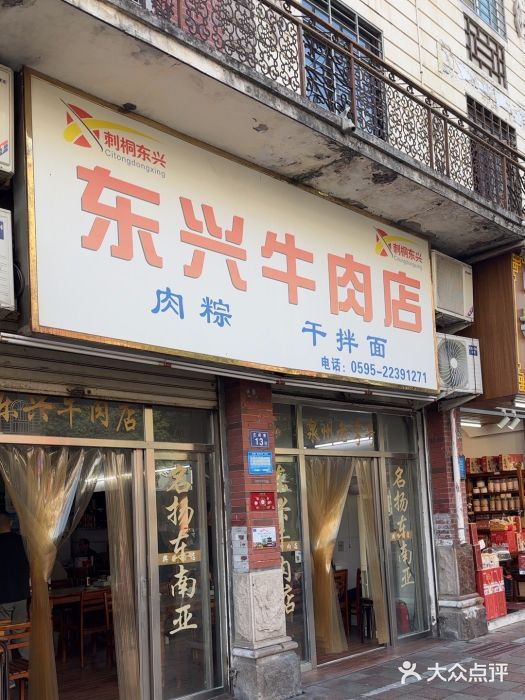 刺桐东兴
Citongdongxing
刺桐东兴
Citongdongxing
东兴牛肉店
肉粽 干拌面
电话：0595-22391271
东兴牛肉店
13
名扬东南亚
名扬东南亚
大众点评